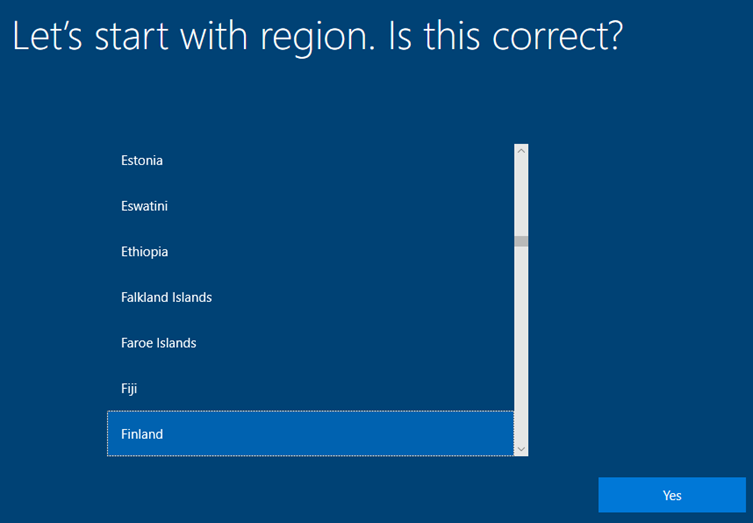 Let's start with region. Is this correct?
Estonia
Eswatini
Ethiopia
Falkland Islands
Faroe Islands
Fiji
Finland
Yes